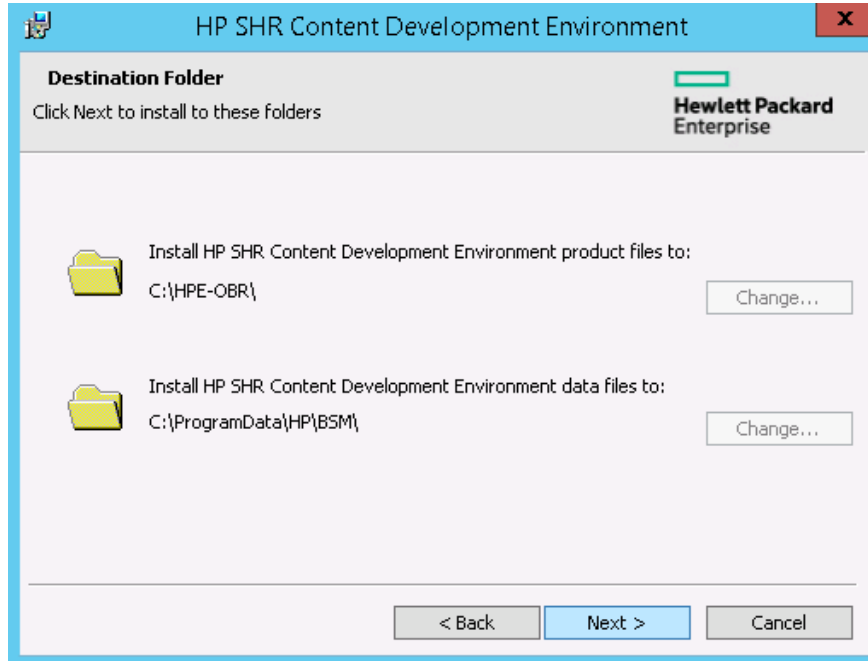 HP SHR Content Development Environment
x
Destination Folder
Click Next to install to these folders
Hewlett Packard
Enterprise
Install HP SHR Content Development Environment product files to:
C:\HPE-OBR\
Change...
Install HP SHR Content Development Environment data files to:
C:\ProgramData\HP\BSM\
Change...
< Back
Next >
Cancel